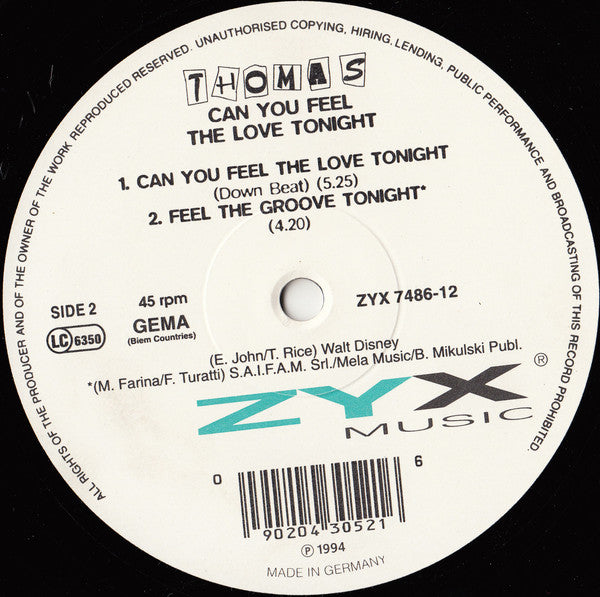 ALL RIGHTS OF THE PRODUCER AND OF THE OWNER OF THE WORK REPRODUCED RESERVED. UNAUTHORISED COPYING, HIRING, LENDING, PUBLIC PERFORMANCE AND BROADCASTING OF THIS RECORD PROHIBITED.
THOMAS
CAN YOU FEEL
THE LOVE TONIGHT
1. CAN YOU FEEL THE LOVE TONIGHT
(Down Beat) (5.25)
2. FEEL THE GROOVE TONIGHT*
(4.20)
SIDE 2
45 rpm
ZYX 7486-12
LC 6350
GEMA
(Biem Countries)
(E. John/T. Rice) Walt Disney
*(M. Farina/F. Turatti) S.A.I.F.A.M. Srl./Mela Music/B. Mikulski Publ.
ZYX ®
MUSIC
0 90204 30521 6
℗ 1994
MADE IN GERMANY